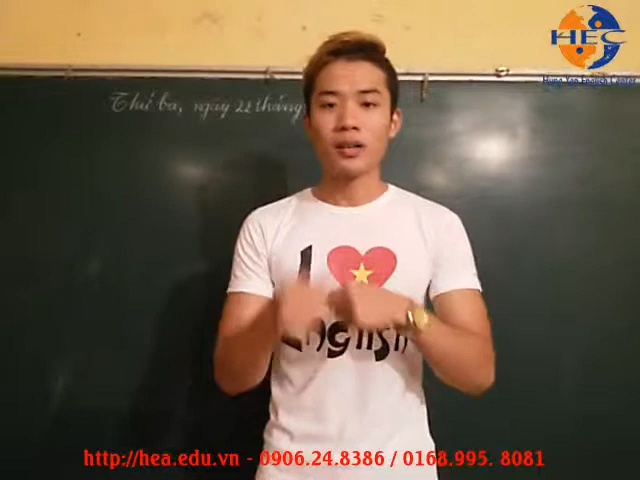 HEC
Hung Yen English Center
Thứ ba, ngày 22 tháng
I
English
http://hea.edu.vn - 0906.24.8386 / 0168.995. 8081